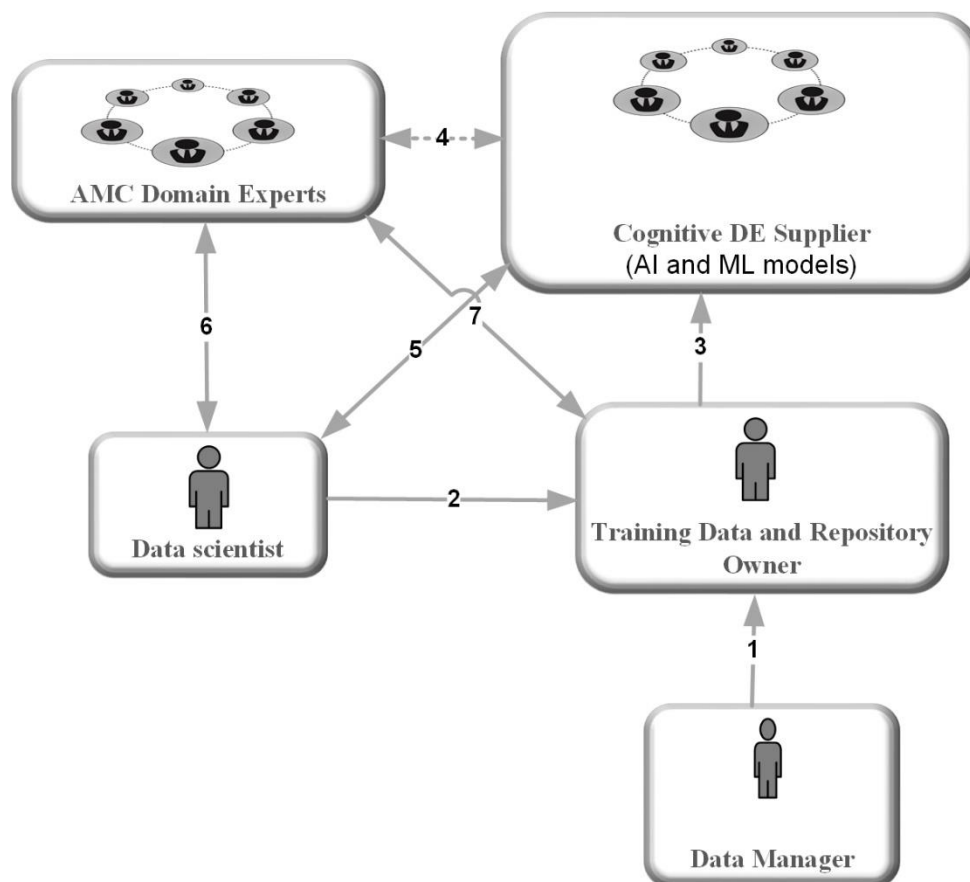 AMC Domain Experts
4
Cognitive DE Supplier
(AI and ML models)
6
5
7
3
Data scientist
2
Training Data and Repository
Owner
1
Data Manager